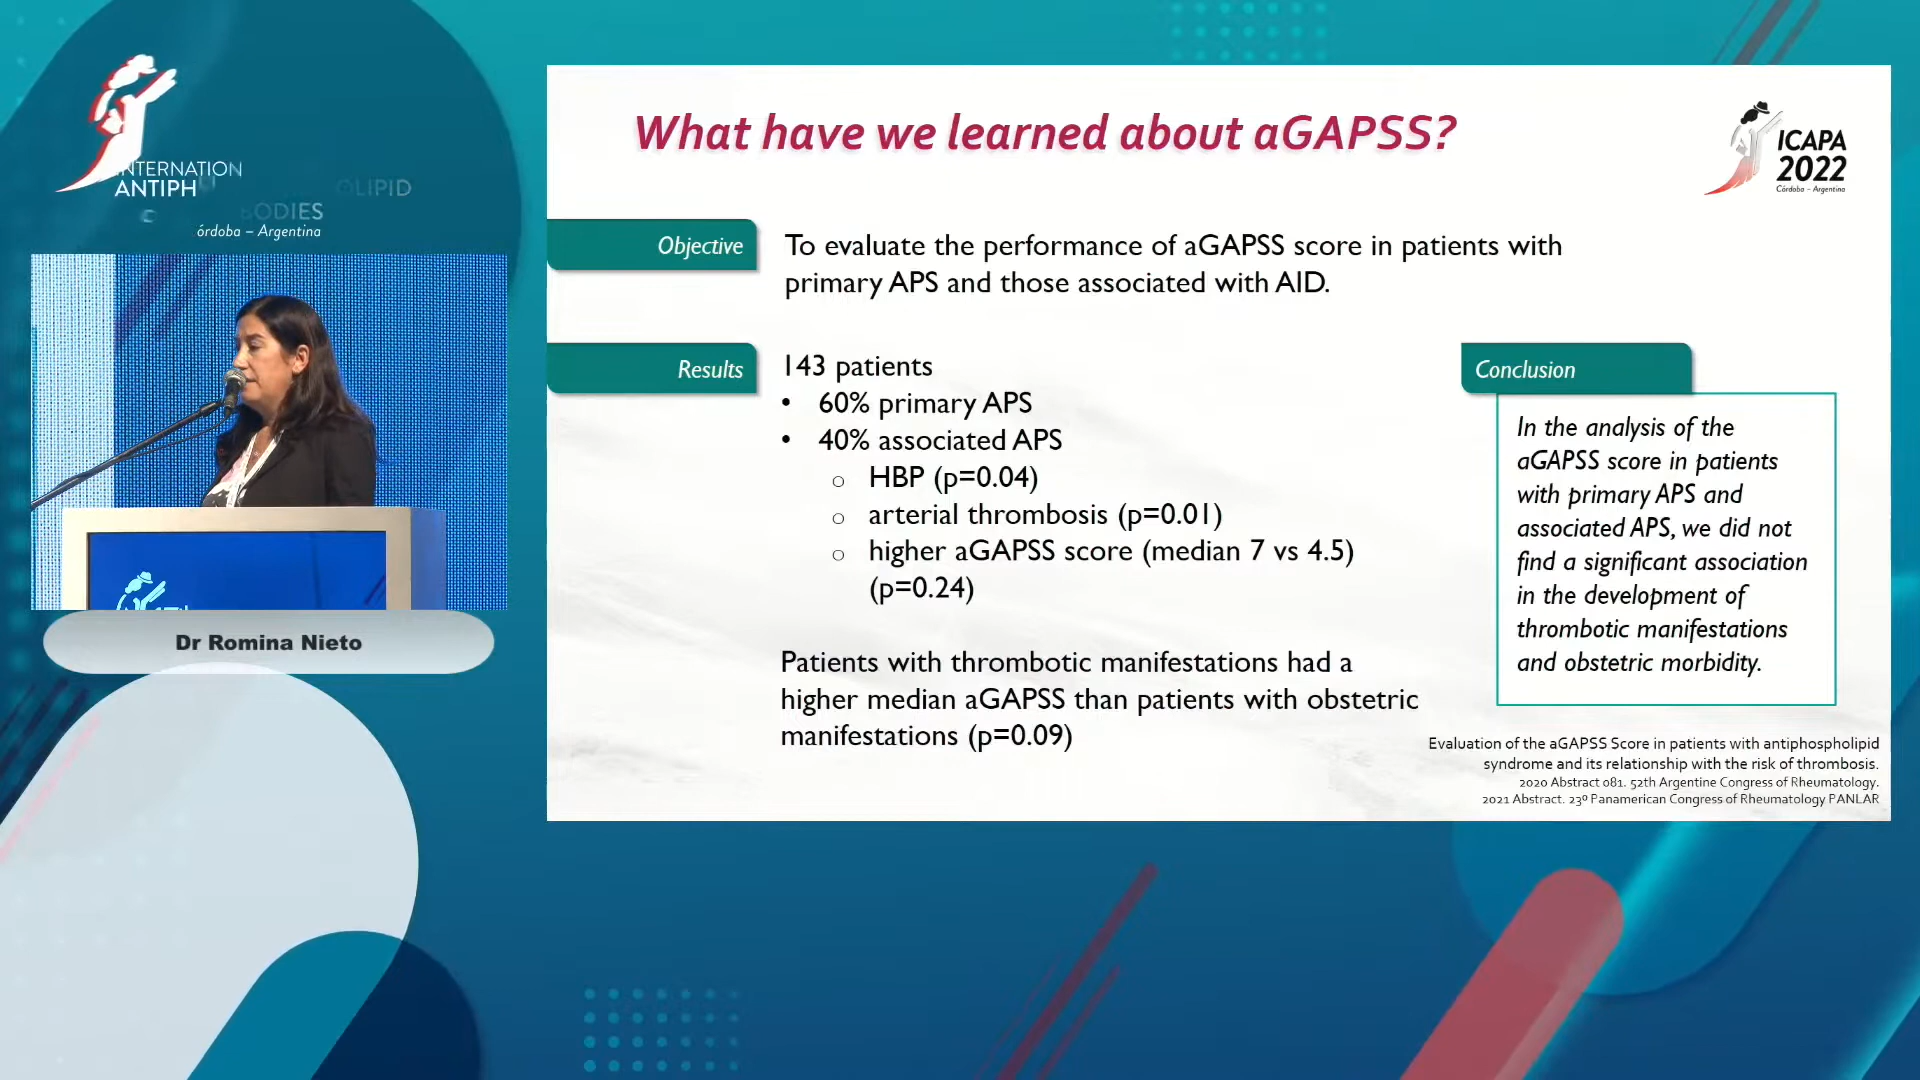 INTERNATION
ANTIPH
OLIPID
BODIES
órdoba – Argentina
Dr Romina Nieto
What have we learned about aGAPSS?
ICAPA
2022
Córdoba – Argentina
Objective
To evaluate the performance of aGAPSS score in patients with
primary APS and those associated with AID.
Results
143 patients
• 60% primary APS
• 40% associated APS
o HBP (p=0.04)
o arterial thrombosis (p=0.01)
o higher aGAPSS score (median 7 vs 4.5)
(p=0.24)
Patients with thrombotic manifestations had a
higher median aGAPSS than patients with obstetric
manifestations (p=0.09)
Conclusion
In the analysis of the
aGAPSS score in patients
with primary APS and
associated APS, we did not
find a significant association
in the development of
thrombotic manifestations
and obstetric morbidity.
Evaluation of the aGAPSS Score in patients with antiphospholipid
syndrome and its relationship with the risk of thrombosis.
2020 Abstract 081. 52th Argentine Congress of Rheumatology.
2021 Abstract. 23º Panamerican Congress of Rheumatology PANLAR